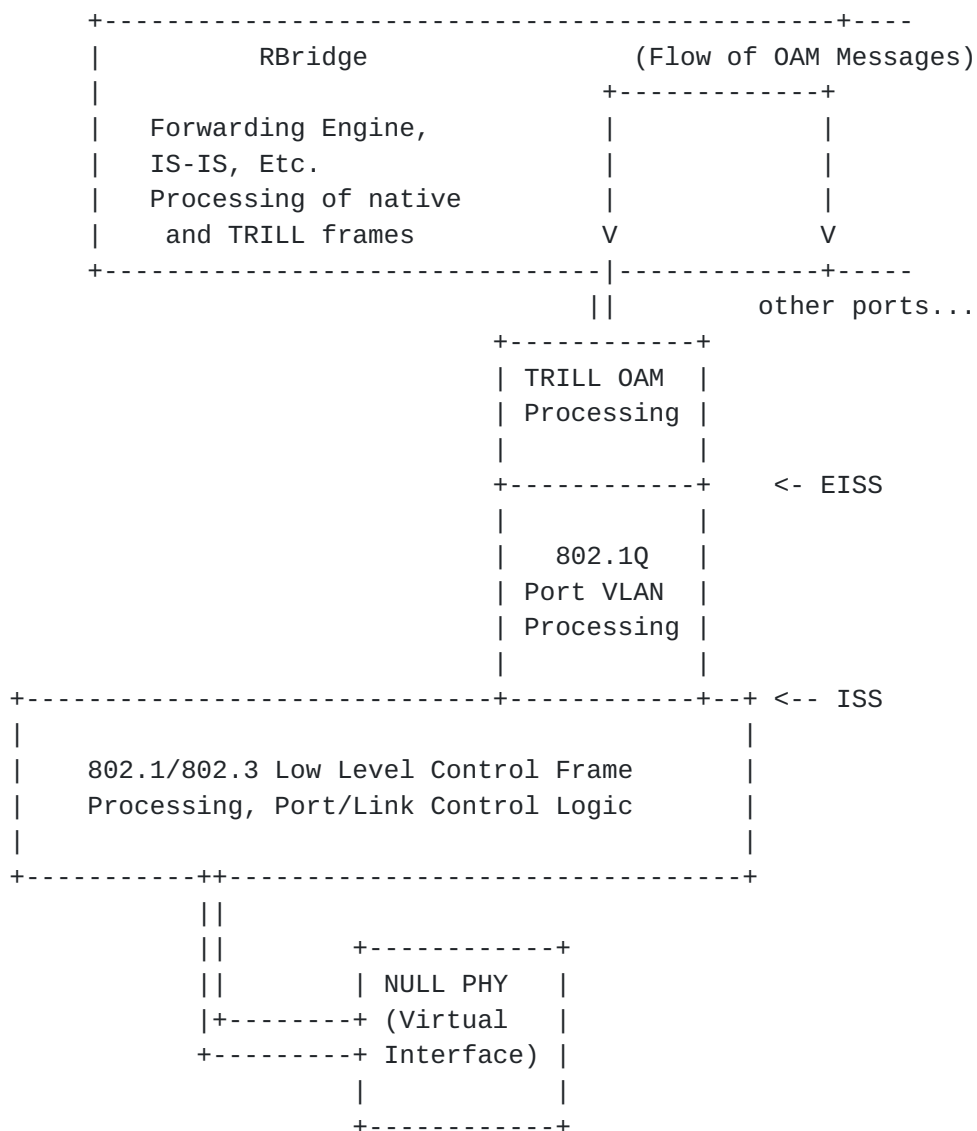 RBridge (Flow of OAM Messages)
Forwarding Engine,
IS-IS, Etc.
Processing of native
and TRILL frames V V
other ports...
TRILL OAM
Processing
<- EISS
802.1Q
Port VLAN
Processing
<-- ISS
802.1/802.3 Low Level Control Frame
Processing, Port/Link Control Logic
NULL PHY
(Virtual
Interface)